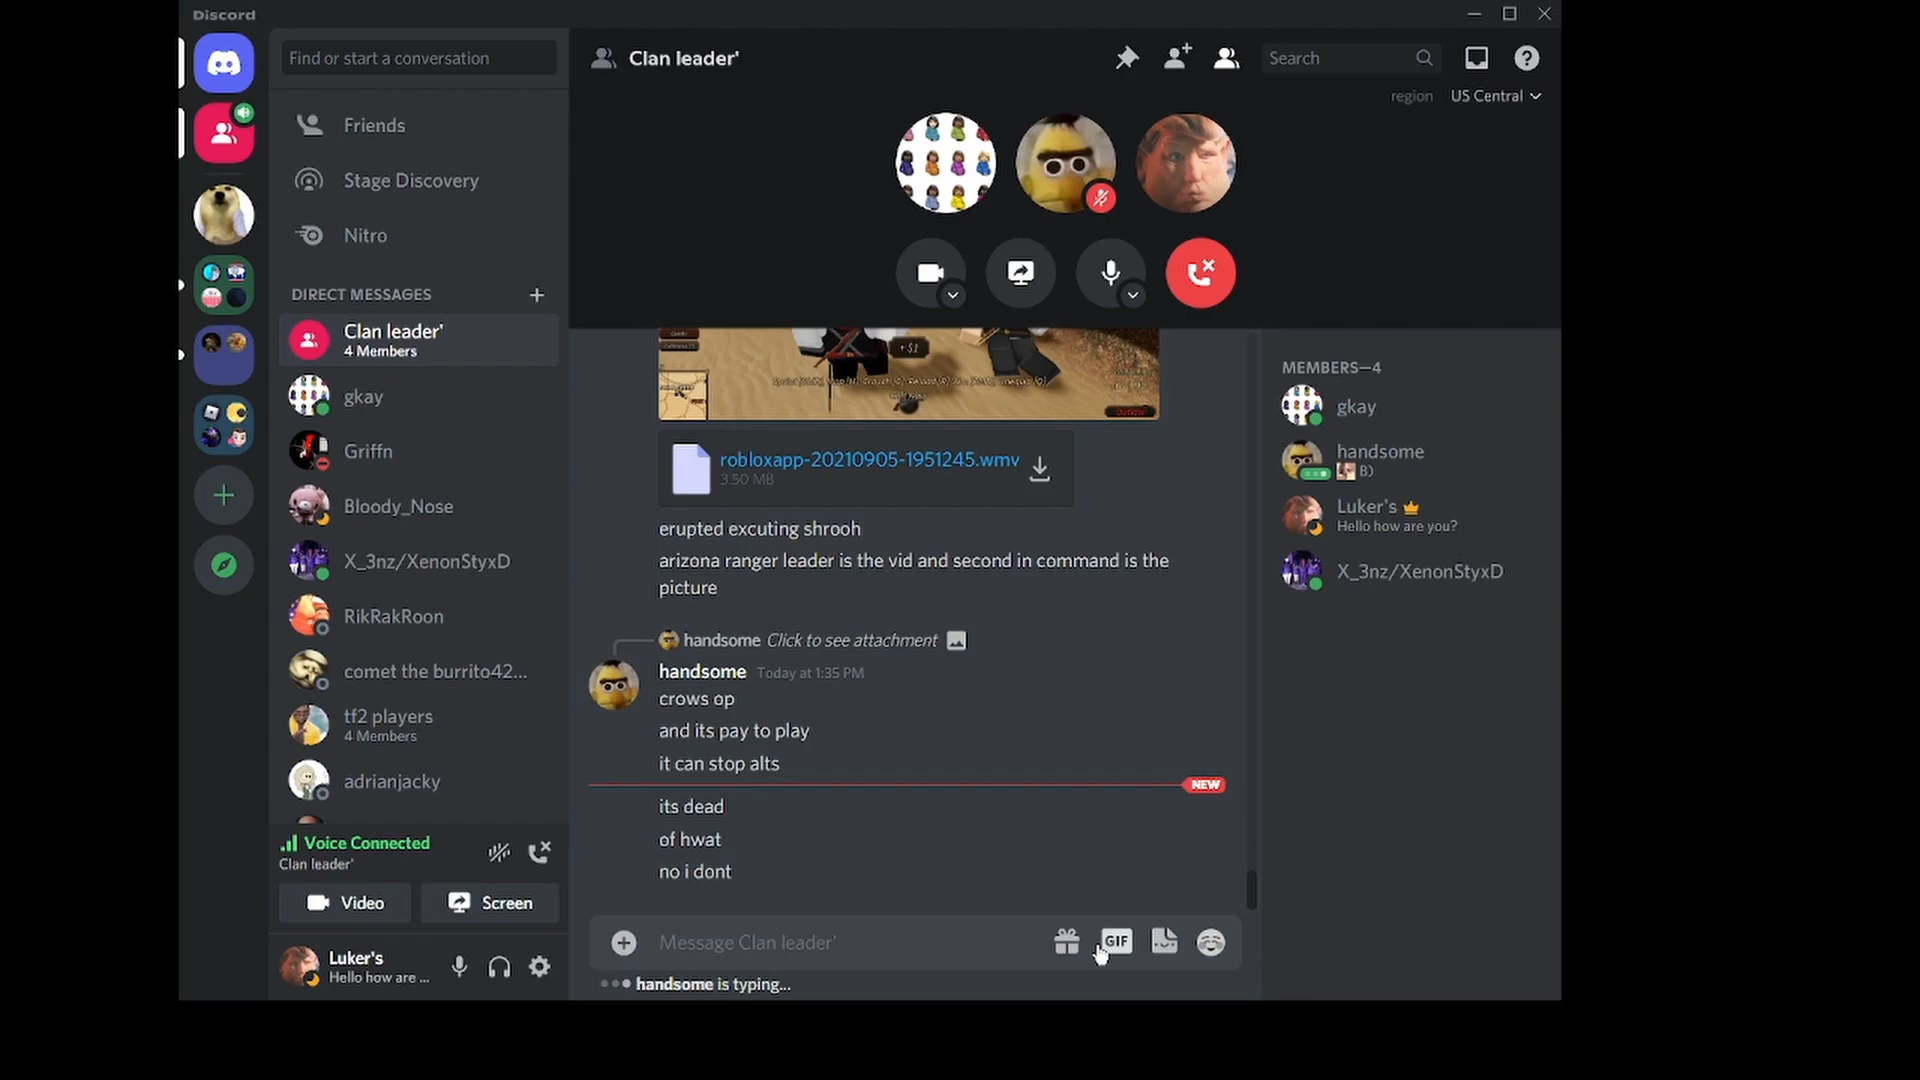 Discord
Find or start a conversation
Friends
Stage Discovery
Nitro
DIRECT MESSAGES
Clan leader'
4 Members
gkay
Griffn
Bloody_Nose
X_3nz/XenonStyxD
RikRakRoon
comet the burrito42...
tf2 players
4 Members
adrianjacky
Voice Connected
Clan leader'
Video
Screen
Luker's
Hello how are ...
Clan leader'
Search
region US Central
+$1
Outlaw
robloxapp-20210905-1951245.wmv
3.50 MB
erupted excuting shrooh
arizona ranger leader is the vid and second in command is the
picture
handsome Click to see attachment
handsome Today at 1:35 PM
crows op
and its pay to play
it can stop alts
NEW
its dead
of hwat
no i dont
Message Clan leader'
GIF
handsome is typing...
MEMBERS—4
gkay
handsome
B)
Luker's
Hello how are you?
X_3nz/XenonStyxD